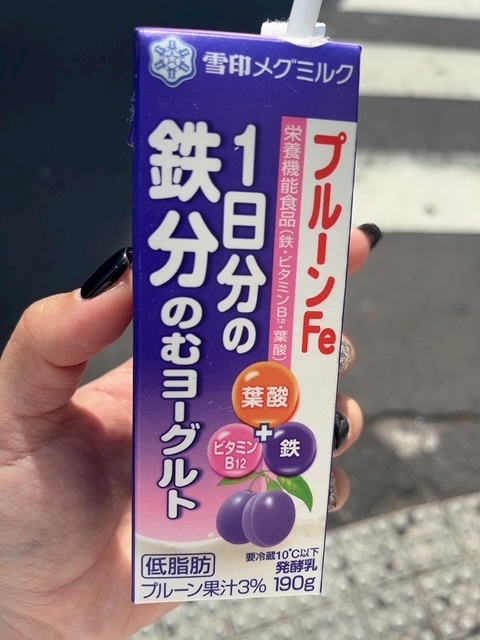 雪印メグミルク
プルーンFe
栄養機能食品(鉄・ビタミンB12・葉酸)
1日分の
鉄分のむヨーグルト
葉酸
+
ビタミン
B12
鉄
低脂肪
要冷蔵10℃以下
発酵乳
プルーン果汁3% 190g